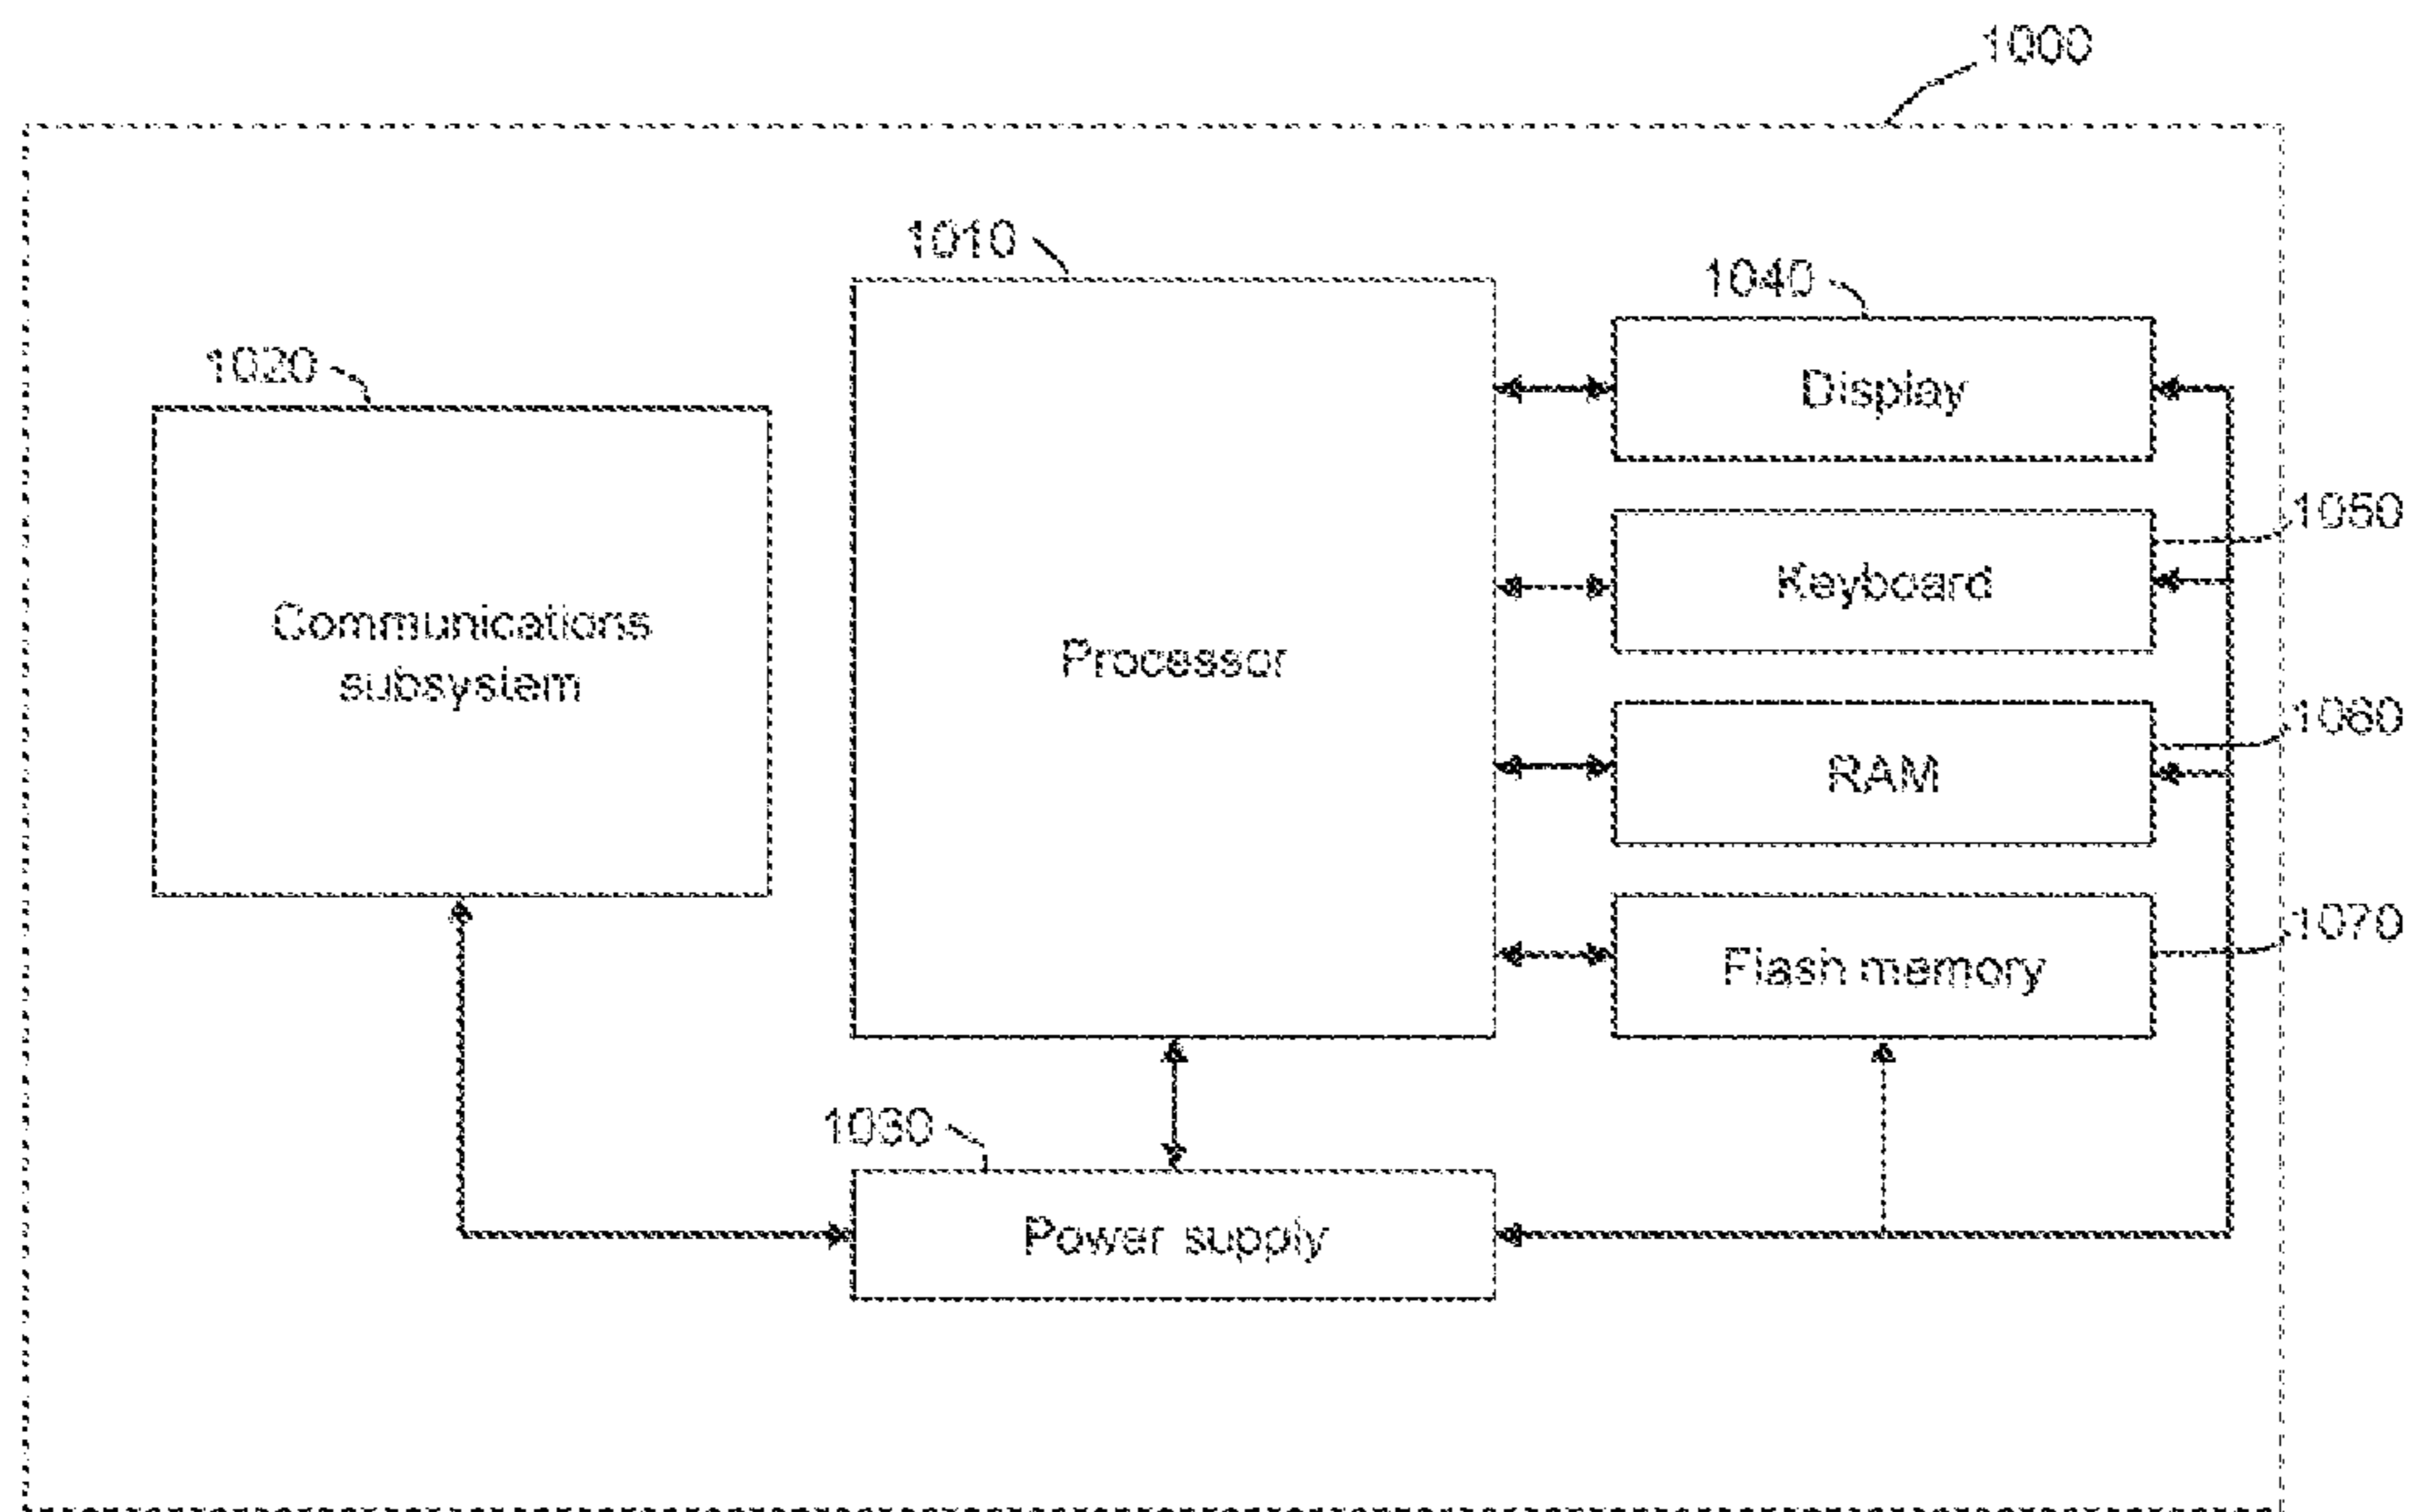 1000
1010
1040
1020
Display
1050
Keyboard
Communications
subsystem
Processor
1060
RAM
1070
Flash memory
1030
Power supply